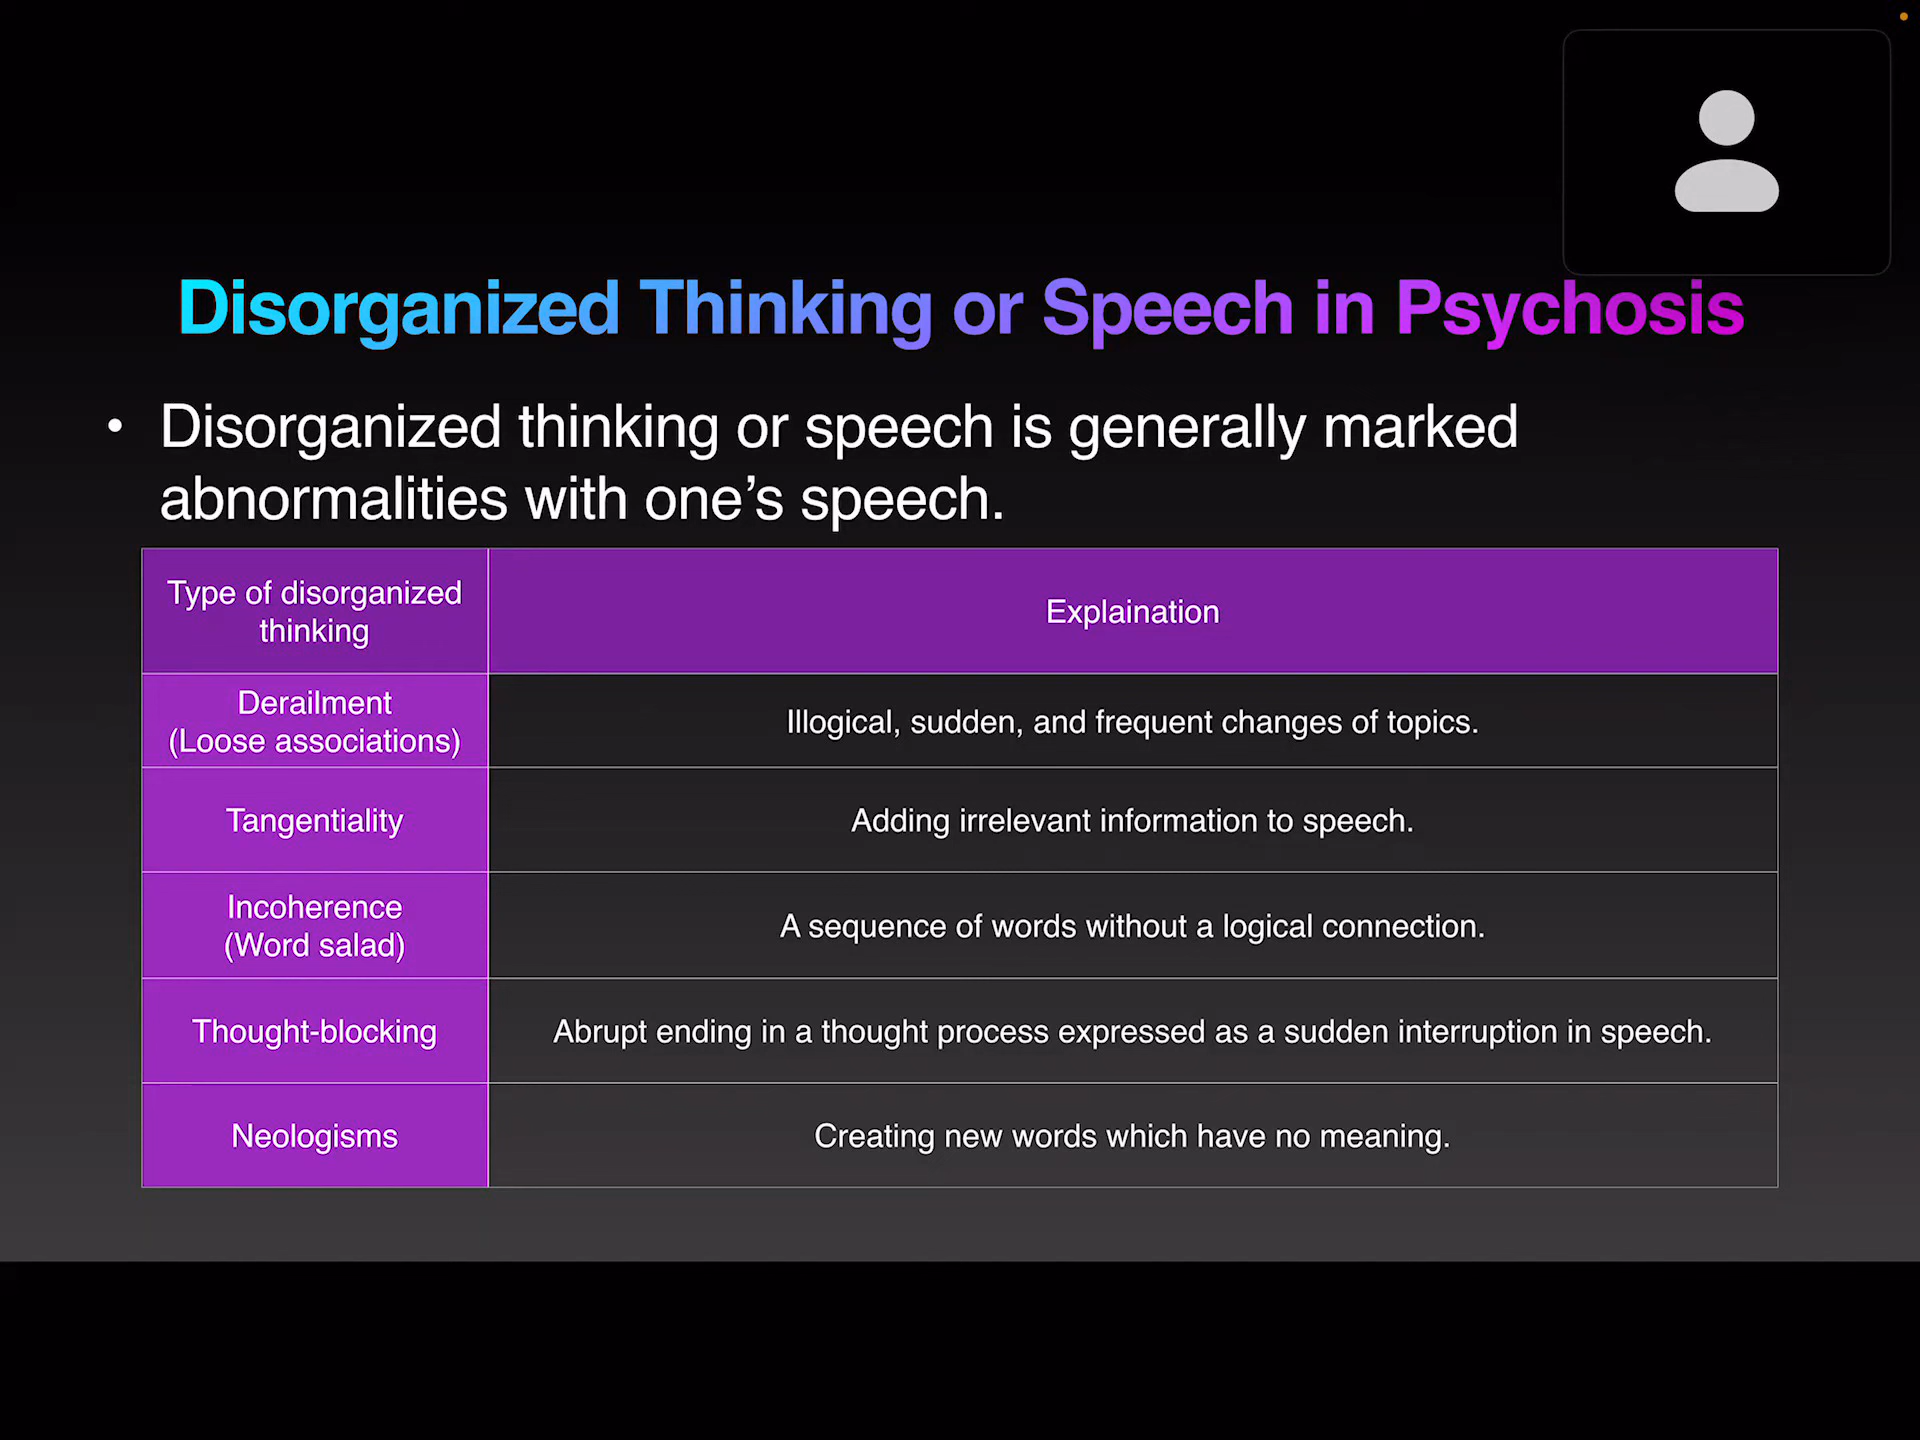 Disorganized Thinking or Speech in Psychosis
• Disorganized thinking or speech is generally marked
abnormalities with one’s speech.
Type of disorganized
thinking
Explaination
Derailment
(Loose associations)
Illogical, sudden, and frequent changes of topics.
Tangentiality
Adding irrelevant information to speech.
Incoherence
(Word salad)
A sequence of words without a logical connection.
Thought-blocking
Abrupt ending in a thought process expressed as a sudden interruption in speech.
Neologisms
Creating new words which have no meaning.